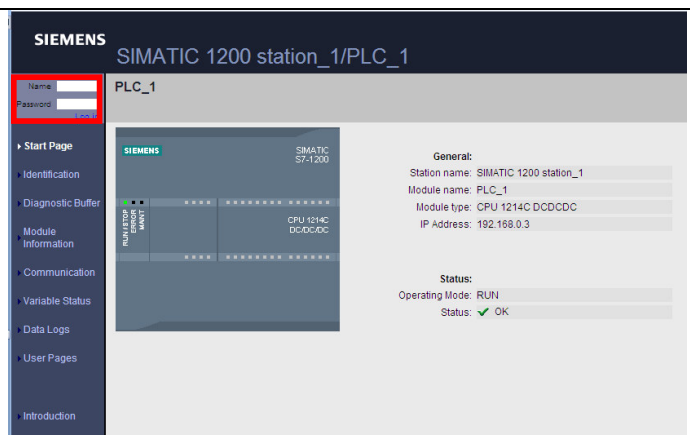 SIEMENS
SIMATIC 1200 station_1/PLC_1
Name
Password
Log in
PLC_1
Start Page
Identification
Diagnostic Buffer
Module
Information
Communication
Variable Status
Data Logs
User Pages
Introduction
SIEMENS
SIMATIC
S7-1200
RUN / STOP
ERROR
MAINT
CPU 1214C
DC/DC/DC
General:
Station name: SIMATIC 1200 station_1
Module name: PLC_1
Module type: CPU 1214C DCDCDC
IP Address: 192.168.0.3
Status:
Operating Mode: RUN
Status: ✔ OK